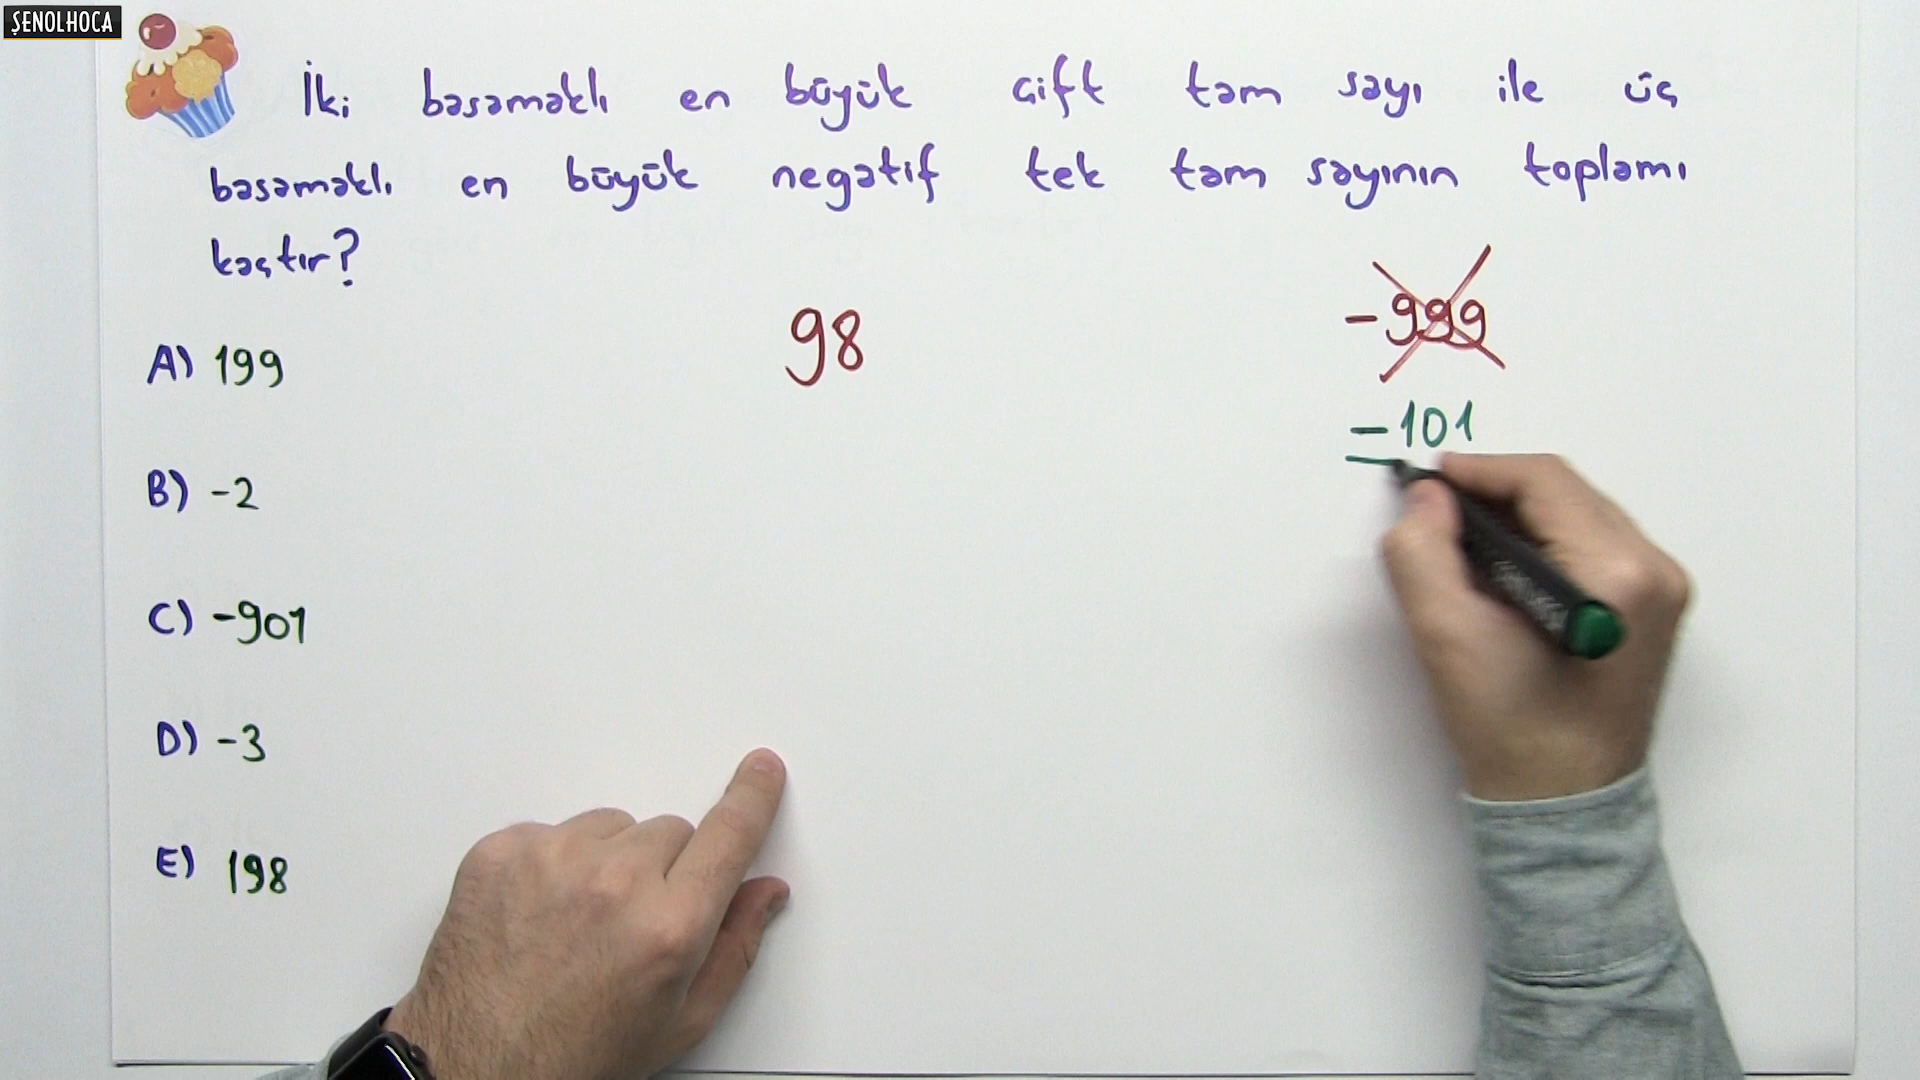 ŞENOLHOCA
İki basamaklı en büyük çift tam sayı ile üç
basamaklı en büyük negatif tek tam sayının toplamı
kaçtır?
98
-999
-101
A) 199
B) -2
C) -901
D) -3
E) 198